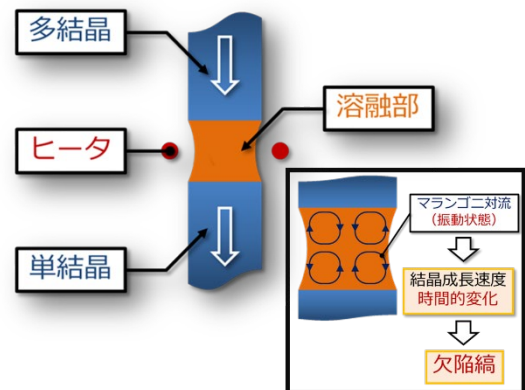 多結晶
溶融部
ヒータ
単結晶
マランゴニ対流
(振動状態)
結晶成長速度
時間的変化
欠陥縞